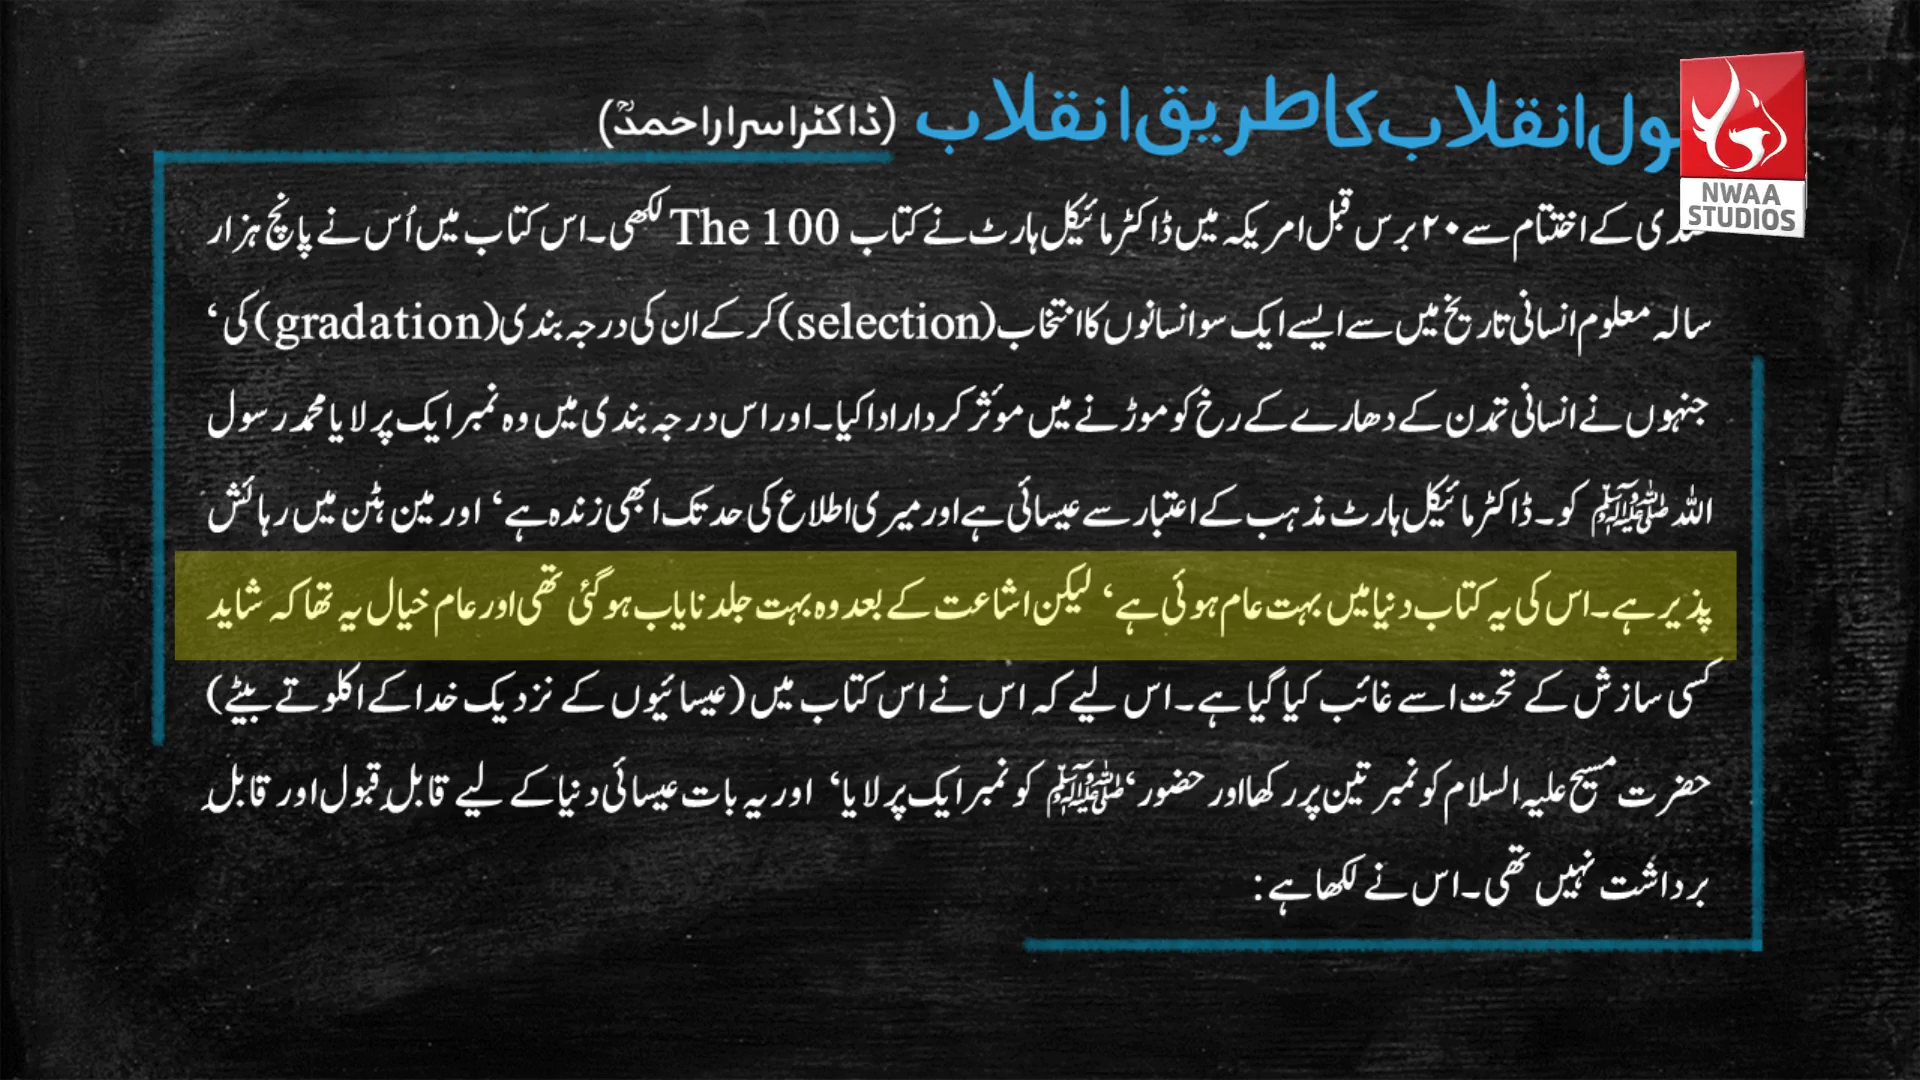 انقلاب کا طریق انقلاب (ڈاکٹر اسرار احمدؒ)
NWAA
STUDIOS
کے اختتام سے ۲۰ برس قبل امریکہ میں ڈاکٹر مائیکل ہارٹ نے کتاب The 100 لکھی۔ اس کتاب میں اُس نے پانچ ہزار
سالہ معلوم انسانی تاریخ میں سے ایسے ایک سو انسانوں کا انتخاب (selection) کر کے ان کی درجہ بندی (gradation) کی‘
جنہوں نے انسانی تمدن کے دھارے کے رخ کو موڑنے میں موثر کردار ادا کیا۔ اور اس درجہ بندی میں وہ نمبر ایک پر لایا محمد رسول
اللہ ﷺ کو۔ ڈاکٹر مائیکل ہارٹ مذہب کے اعتبار سے عیسائی ہے اور میری اطلاع کی حد تک ابھی زندہ ہے‘ اور مین ہٹن میں رہائش
پذیر ہے۔ اس کی یہ کتاب دنیا میں بہت عام ہوئی ہے‘ لیکن اشاعت کے بعد وہ بہت جلد نایاب ہو گئی تھی اور عام خیال یہ تھا کہ شاید
کسی سازش کے تحت اسے غائب کیا گیا ہے۔ اس لیے کہ اس نے اس کتاب میں (عیسائیوں کے نزدیک خدا کے اکلوتے بیٹے)
حضرت مسیح علیہ السلام کو نمبر تین پر رکھا اور حضور ‘ﷺ کو نمبر ایک پر لایا‘ اور یہ بات عیسائی دنیا کے لیے قابلِ قبول اور قابلِ
برداشت نہیں تھی۔ اس نے لکھا ہے: